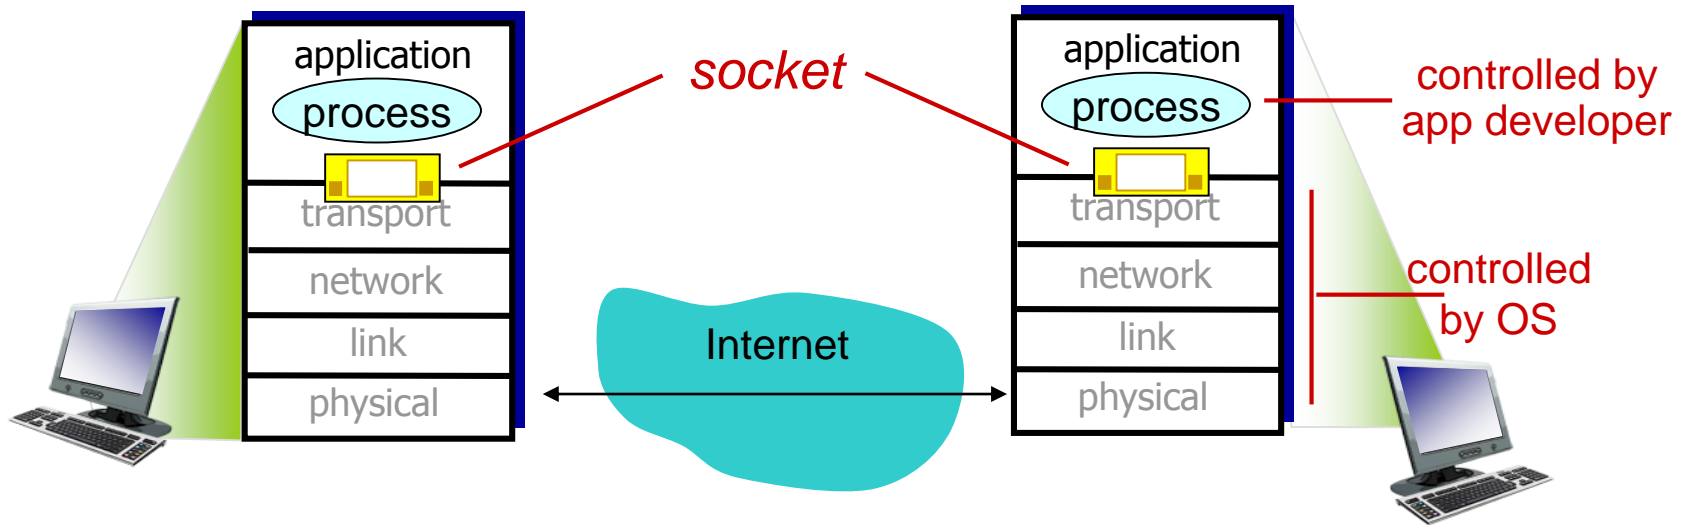 application
process
transport
network
link
physical
socket
Internet
application
process
transport
network
link
physical
controlled by
app developer
controlled
by OS